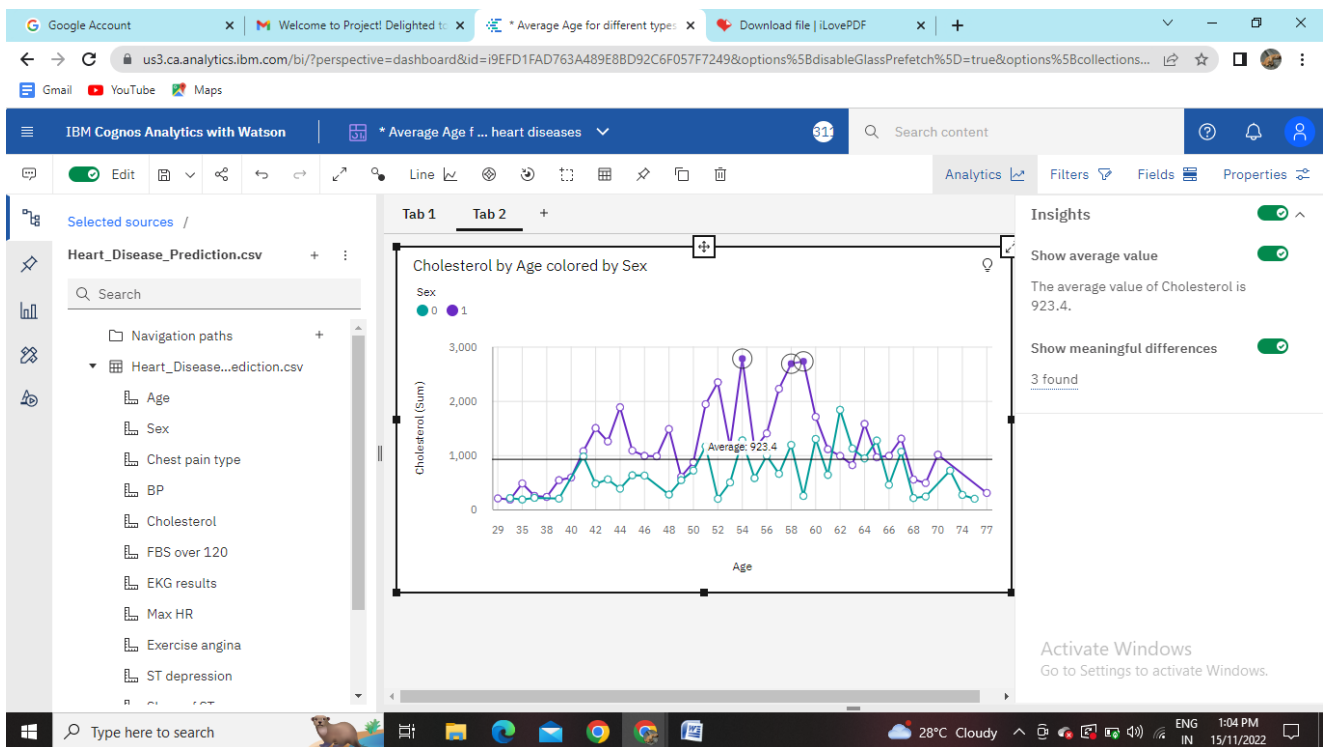 Google Account
Welcome to Project! Delighted to
* Average Age for different types
Download file | iLovePDF
us3.ca.analytics.ibm.com/bi/?perspective=dashboard&id=i9EFD1FAD763A489E8BD92C6F057F7249&options%5BdisableGlassPrefetch%5D=true&options%5Bcollections...
Gmail YouTube Maps
IBM Cognos Analytics with Watson
* Average Age f ... heart diseases
311
Search content
Edit
Line
Analytics Filters Fields Properties
Selected sources /
Heart_Disease_Prediction.csv
Search
Navigation paths
Heart_Disease...ediction.csv
Age
Sex
Chest pain type
BP
Cholesterol
FBS over 120
EKG results
Max HR
Exercise angina
ST depression
Tab 1 Tab 2
Cholesterol by Age colored by Sex
Sex
0 1
Cholesterol (Sum)
3,000
2,000
1,000
0
Average: 923.4
29 35 38 40 42 44 46 48 50 52 54 56 58 60 62 64 66 68 70 74 77
Age
Insights
Show average value
The average value of Cholesterol is
923.4.
Show meaningful differences
3 found
Activate Windows
Go to Settings to activate Windows.
Type here to search
28°C Cloudy
ENG
IN
1:04 PM
15/11/2022